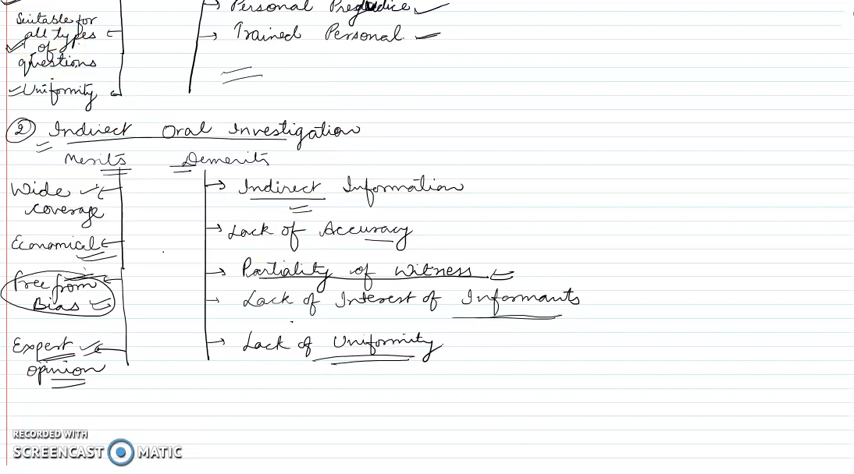 Personal Prejudice
Suitable for
all types
of
questions
Trained Personal
Uniformity
② Indirect Oral Investigation
Merits Demerits
Wide
coverage
Indirect Information
Lack of Accuracy
Economical
Partiality of Witness
free from
Bias
Lack of Interest of Informants
Expert
opinion
Lack of Uniformity
RECORDED WITH
SCREENCAST MATIC